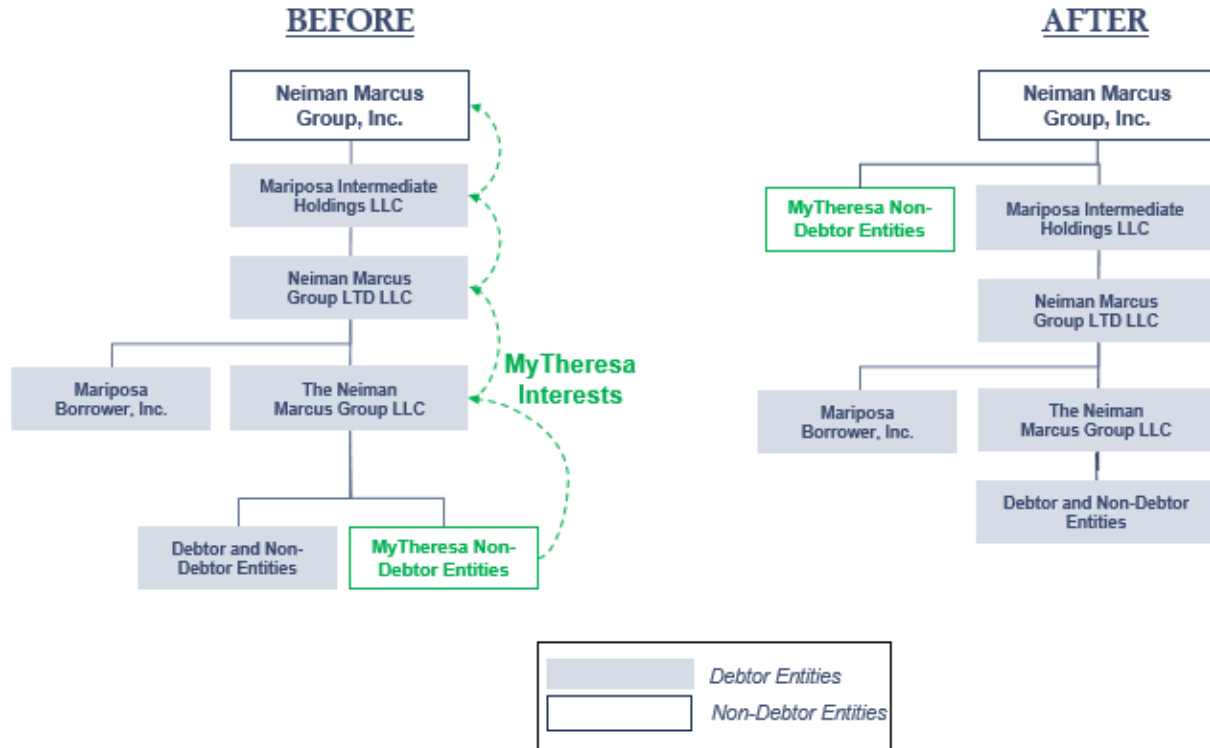 BEFORE
Neiman Marcus
Group, Inc.
Mariposa Intermediate
Holdings LLC
Neiman Marcus
Group LTD LLC
Mariposa
Borrower, Inc.
The Neiman
Marcus Group LLC
MyTheresa
Interests
Debtor and Non-
Debtor Entities
MyTheresa Non-
Debtor Entities
AFTER
Neiman Marcus
Group, Inc.
MyTheresa Non-
Debtor Entities
Mariposa Intermediate
Holdings LLC
Neiman Marcus
Group LTD LLC
Mariposa
Borrower, Inc.
The Neiman
Marcus Group LLC
Debtor and Non-Debtor
Entities
Debtor Entities
Non-Debtor Entities